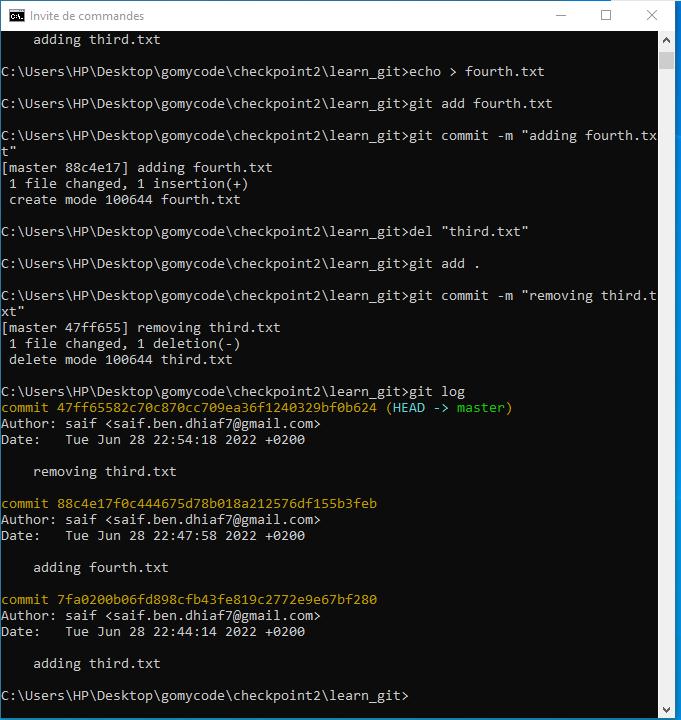 Invite de commandes
    adding third.txt
C:\Users\HP\Desktop\gomycode\checkpoint2\learn_git>echo > fourth.txt
C:\Users\HP\Desktop\gomycode\checkpoint2\learn_git>git add fourth.txt
C:\Users\HP\Desktop\gomycode\checkpoint2\learn_git>git commit -m "adding fourth.tx
t"
[master 88c4e17] adding fourth.txt
 1 file changed, 1 insertion(+)
 create mode 100644 fourth.txt
C:\Users\HP\Desktop\gomycode\checkpoint2\learn_git>del "third.txt"
C:\Users\HP\Desktop\gomycode\checkpoint2\learn_git>git add .
C:\Users\HP\Desktop\gomycode\checkpoint2\learn_git>git commit -m "removing third.t
xt"
[master 47ff655] removing third.txt
 1 file changed, 1 deletion(-)
 delete mode 100644 third.txt
C:\Users\HP\Desktop\gomycode\checkpoint2\learn_git>git log
commit 47ff65582c70c870cc709ea36f1240329bf0b624 (HEAD -> master)
Author: saif <saif.ben.dhiaf7@gmail.com>
Date:   Tue Jun 28 22:54:18 2022 +0200
    removing third.txt
commit 88c4e17f0c444675d78b018a212576df155b3feb
Author: saif <saif.ben.dhiaf7@gmail.com>
Date:   Tue Jun 28 22:47:58 2022 +0200
    adding fourth.txt
commit 7fa0200b06fd898cfb43fe819c2772e9e67bf280
Author: saif <saif.ben.dhiaf7@gmail.com>
Date:   Tue Jun 28 22:44:14 2022 +0200
    adding third.txt
C:\Users\HP\Desktop\gomycode\checkpoint2\learn_git>